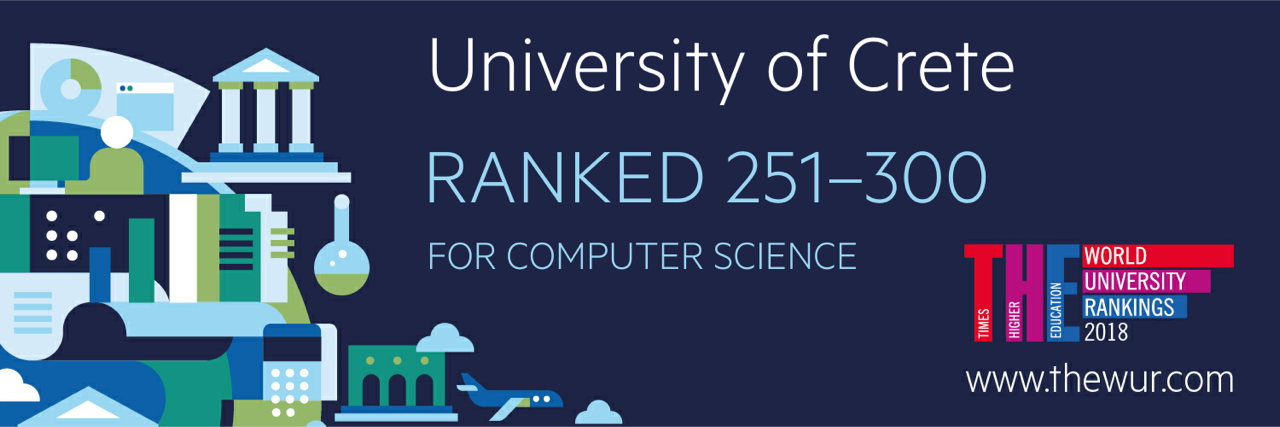 University of Crete
RANKED 251–300
FOR COMPUTER SCIENCE
THE
TIMES
HIGHER
EDUCATION
WORLD
UNIVERSITY
RANKINGS
2018
www.thewur.com